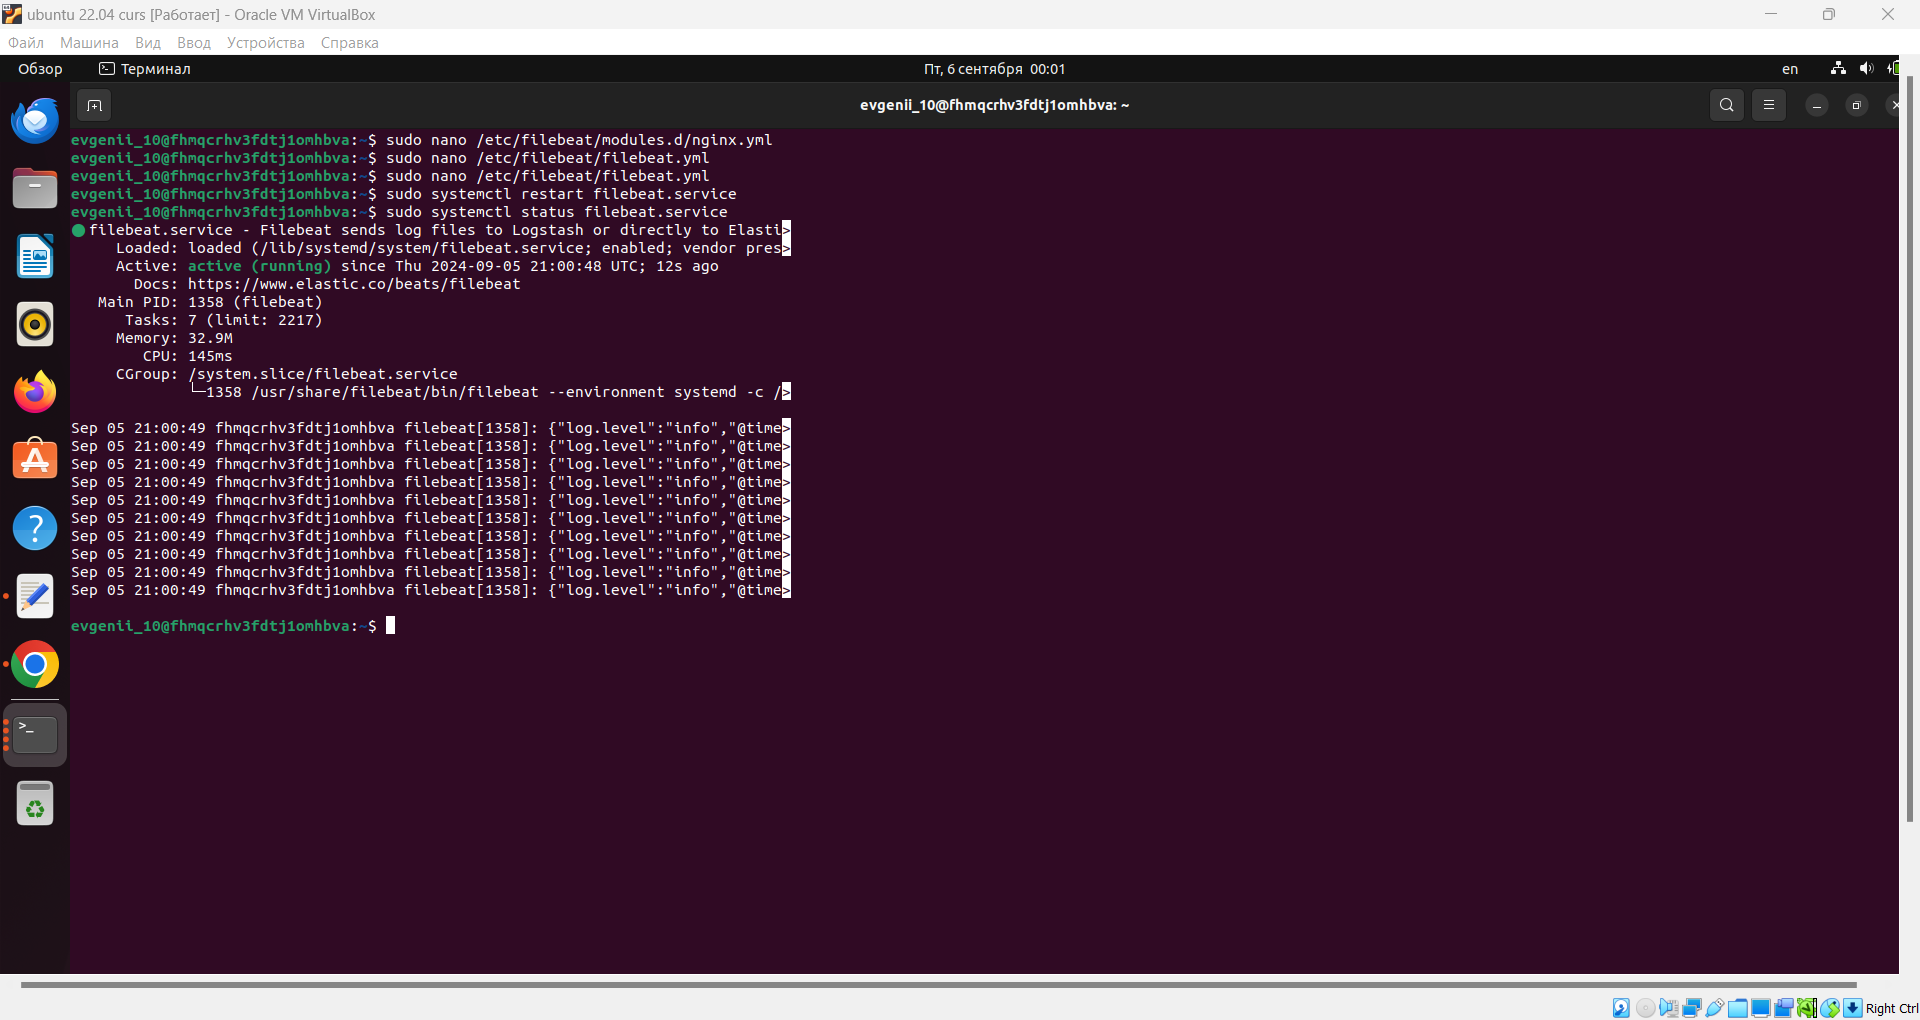 ubuntu 22.04 curs [Работает] - Oracle VM VirtualBox
Файл Машина Вид Ввод Устройства Справка
Обзор Терминал Пт, 6 сентября 00:01 en
evgenii_10@fhmqcrhv3fdtj1omhbva: ~
evgenii_10@fhmqcrhv3fdtj1omhbva:~$ sudo nano /etc/filebeat/modules.d/nginx.yml
evgenii_10@fhmqcrhv3fdtj1omhbva:~$ sudo nano /etc/filebeat/filebeat.yml
evgenii_10@fhmqcrhv3fdtj1omhbva:~$ sudo nano /etc/filebeat/filebeat.yml
evgenii_10@fhmqcrhv3fdtj1omhbva:~$ sudo systemctl restart filebeat.service
evgenii_10@fhmqcrhv3fdtj1omhbva:~$ sudo systemctl status filebeat.service
● filebeat.service - Filebeat sends log files to Logstash or directly to Elasti>
Loaded: loaded (/lib/systemd/system/filebeat.service; enabled; vendor pres>
Active: active (running) since Thu 2024-09-05 21:00:48 UTC; 12s ago
Docs: https://www.elastic.co/beats/filebeat
Main PID: 1358 (filebeat)
Tasks: 7 (limit: 2217)
Memory: 32.9M
CPU: 145ms
CGroup: /system.slice/filebeat.service
└─1358 /usr/share/filebeat/bin/filebeat --environment systemd -c />
Sep 05 21:00:49 fhmqcrhv3fdtj1omhbva filebeat[1358]: {"log.level":"info","@time>
Sep 05 21:00:49 fhmqcrhv3fdtj1omhbva filebeat[1358]: {"log.level":"info","@time>
Sep 05 21:00:49 fhmqcrhv3fdtj1omhbva filebeat[1358]: {"log.level":"info","@time>
Sep 05 21:00:49 fhmqcrhv3fdtj1omhbva filebeat[1358]: {"log.level":"info","@time>
Sep 05 21:00:49 fhmqcrhv3fdtj1omhbva filebeat[1358]: {"log.level":"info","@time>
Sep 05 21:00:49 fhmqcrhv3fdtj1omhbva filebeat[1358]: {"log.level":"info","@time>
Sep 05 21:00:49 fhmqcrhv3fdtj1omhbva filebeat[1358]: {"log.level":"info","@time>
Sep 05 21:00:49 fhmqcrhv3fdtj1omhbva filebeat[1358]: {"log.level":"info","@time>
Sep 05 21:00:49 fhmqcrhv3fdtj1omhbva filebeat[1358]: {"log.level":"info","@time>
Sep 05 21:00:49 fhmqcrhv3fdtj1omhbva filebeat[1358]: {"log.level":"info","@time>
evgenii_10@fhmqcrhv3fdtj1omhbva:~$
Right Ctrl